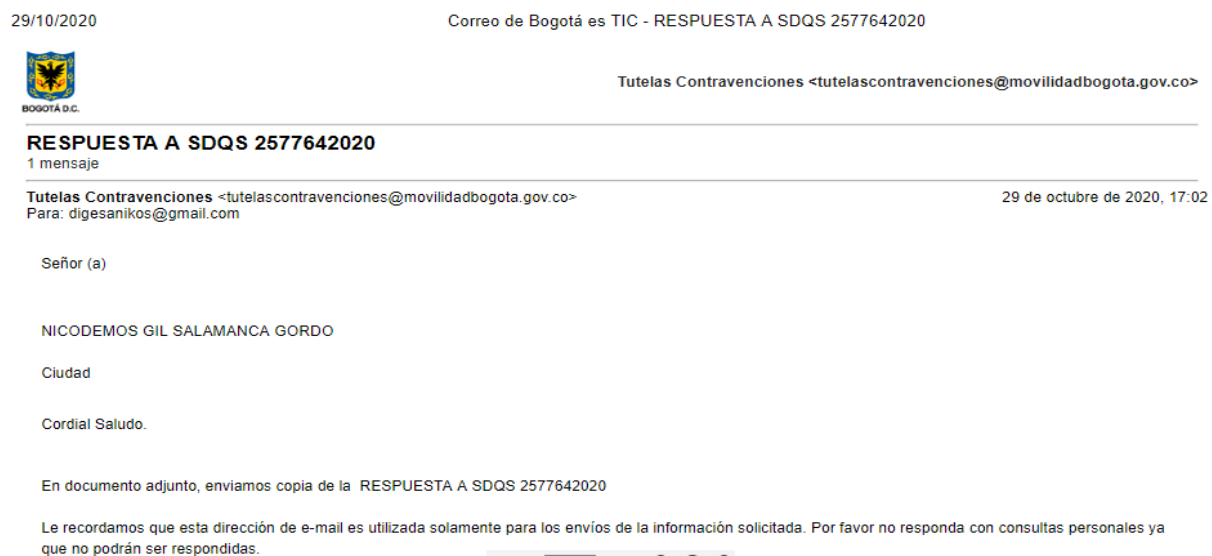 29/10/2020 Correo de Bogotá es TIC - RESPUESTA A SDQS 2577642020
BOGOTÁ D.C.
Tutelas Contravenciones <tutelascontravenciones@movilidadbogota.gov.co>
RESPUESTA A SDQS 2577642020
1 mensaje
Tutelas Contravenciones <tutelascontravenciones@movilidadbogota.gov.co> 29 de octubre de 2020, 17:02
Para: digesanikos@gmail.com
Señor (a)
NICODEMOS GIL SALAMANCA GORDO
Ciudad
Cordial Saludo.
En documento adjunto, enviamos copia de la RESPUESTA A SDQS 2577642020
Le recordamos que esta dirección de e-mail es utilizada solamente para los envíos de la información solicitada. Por favor no responda con consultas personales ya
que no podrán ser respondidas.